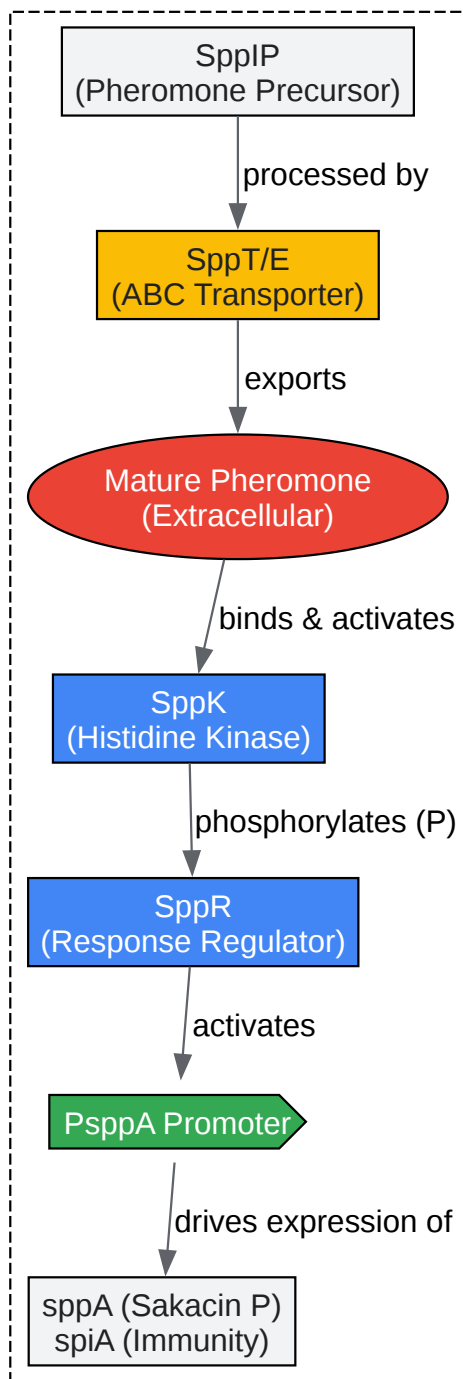 SppIP
(Pheromone Precursor)
processed by
SppT/E
(ABC Transporter)
exports
Mature Pheromone
(Extracellular)
binds & activates
SppK
(Histidine Kinase)
phosphorylates (P)
SppR
(Response Regulator)
activates
PsppA Promoter
drives expression of
sppA (Sakacin P)
spiA (Immunity)